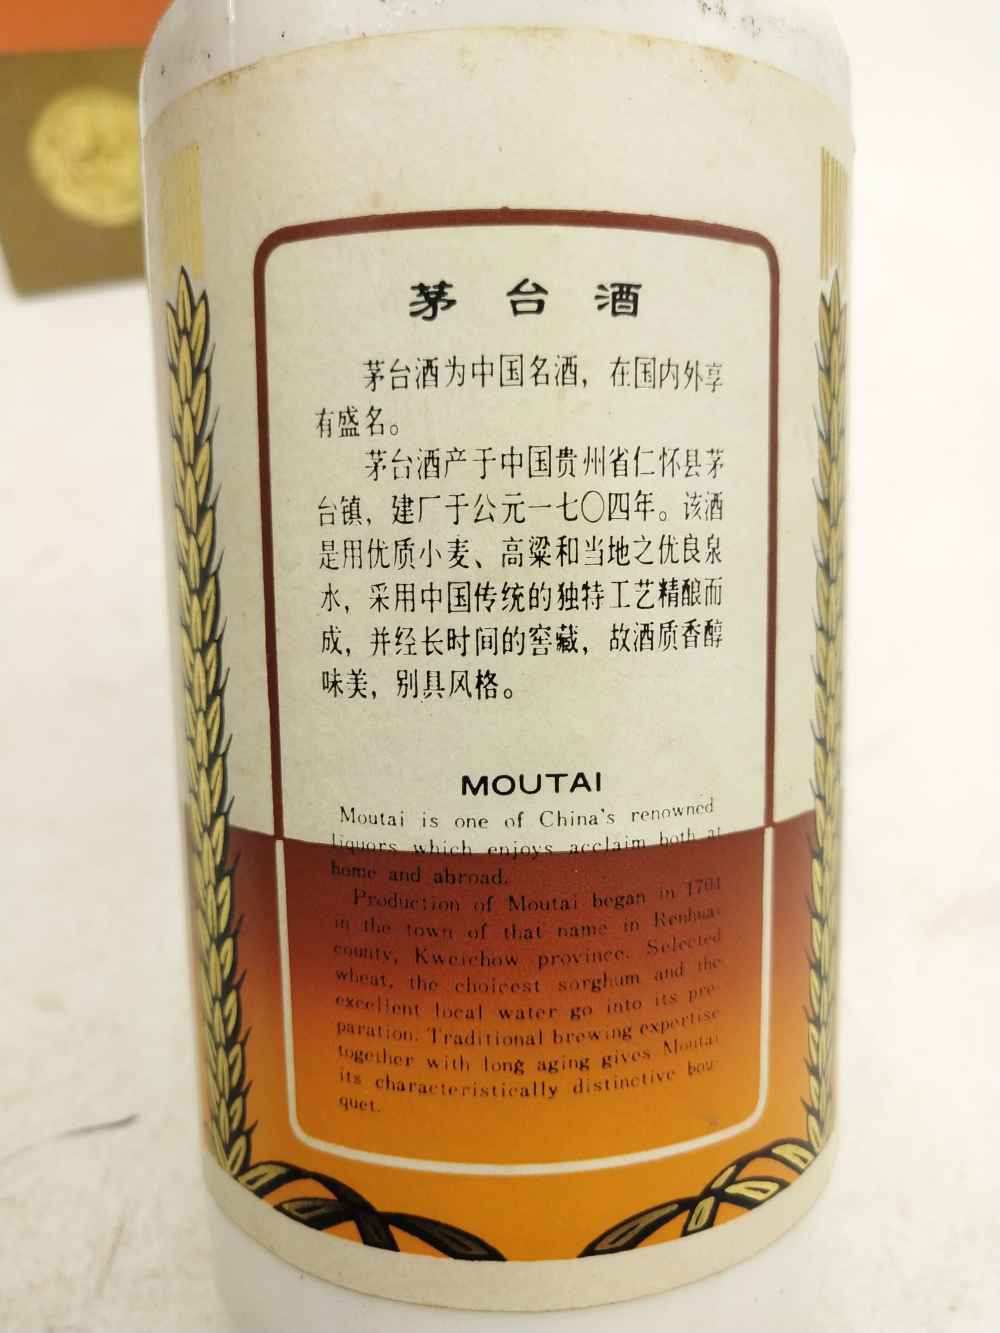 茅台酒
茅台酒为中国名酒，在国内外享
有盛名。
茅台酒产于中国贵州省仁怀县茅
台镇，建厂于公元一七〇四年。该酒
是用优质小麦、高粱和当地之优良泉
水，采用中国传统的独特工艺精酿而
成，并经长时间的窖藏，故酒质香醇
味美，别具风格。
MOUTAI
Moutai is one of China's renowned
liquors which enjoys acclaim both at
home and abroad.
Production of Moutai began in 1704
in the town of that name in Renhuai
county, Kweichow province. Selected
wheat, the choicest sorghum and the
excellent local water go into its pre-
paration. Traditional brewing expertise
together with long aging gives Moutai
its characteristically distinctive bou-
quet.